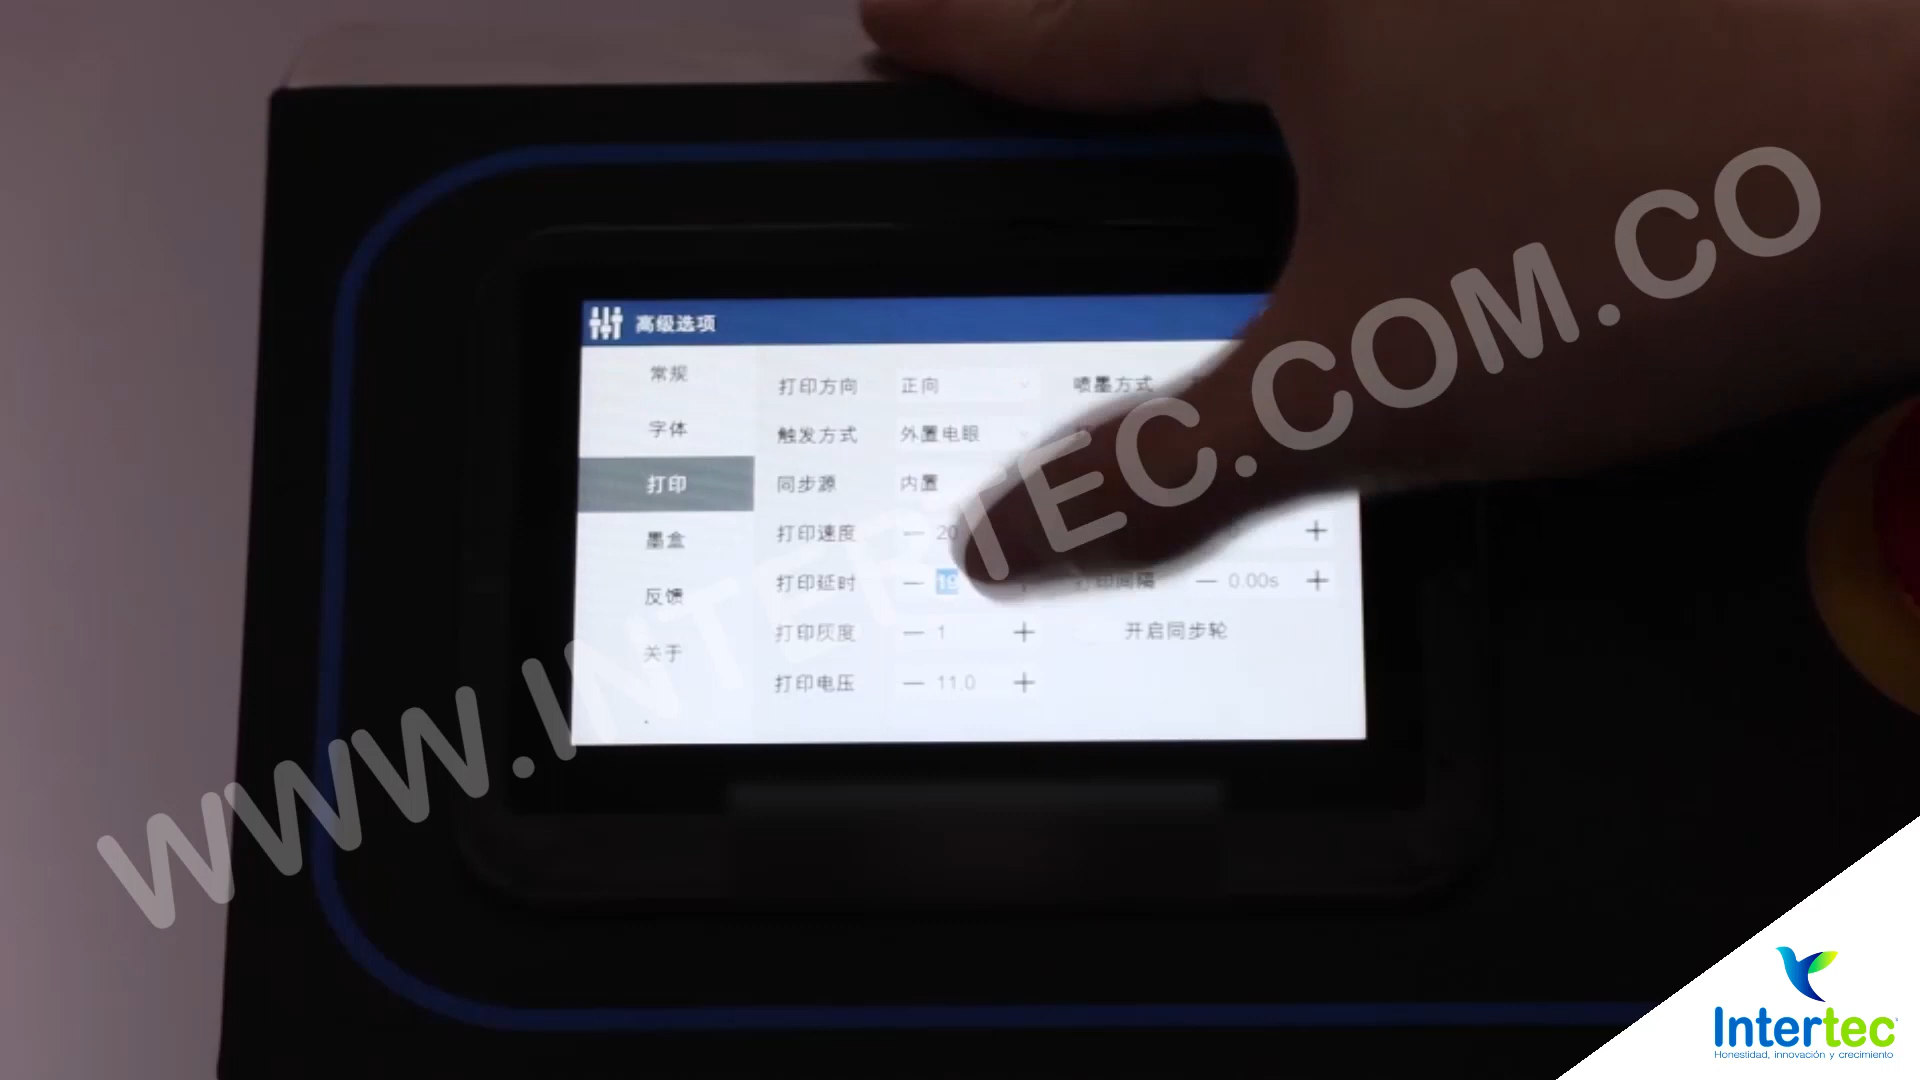 高级选项
常规
字体
打印
墨盒
反馈
关于
打印方向 正向 喷墨方式
触发方式 外置电眼
同步源 内置
打印速度 — 20 +
打印延时 — 19 打印间隔 — 0.00s +
打印灰度 — 1 + 开启同步轮
打印电压 — 11.0 +
WWW.INTERTEC.COM.CO
Intertec
Honestidad, innovación y crecimiento